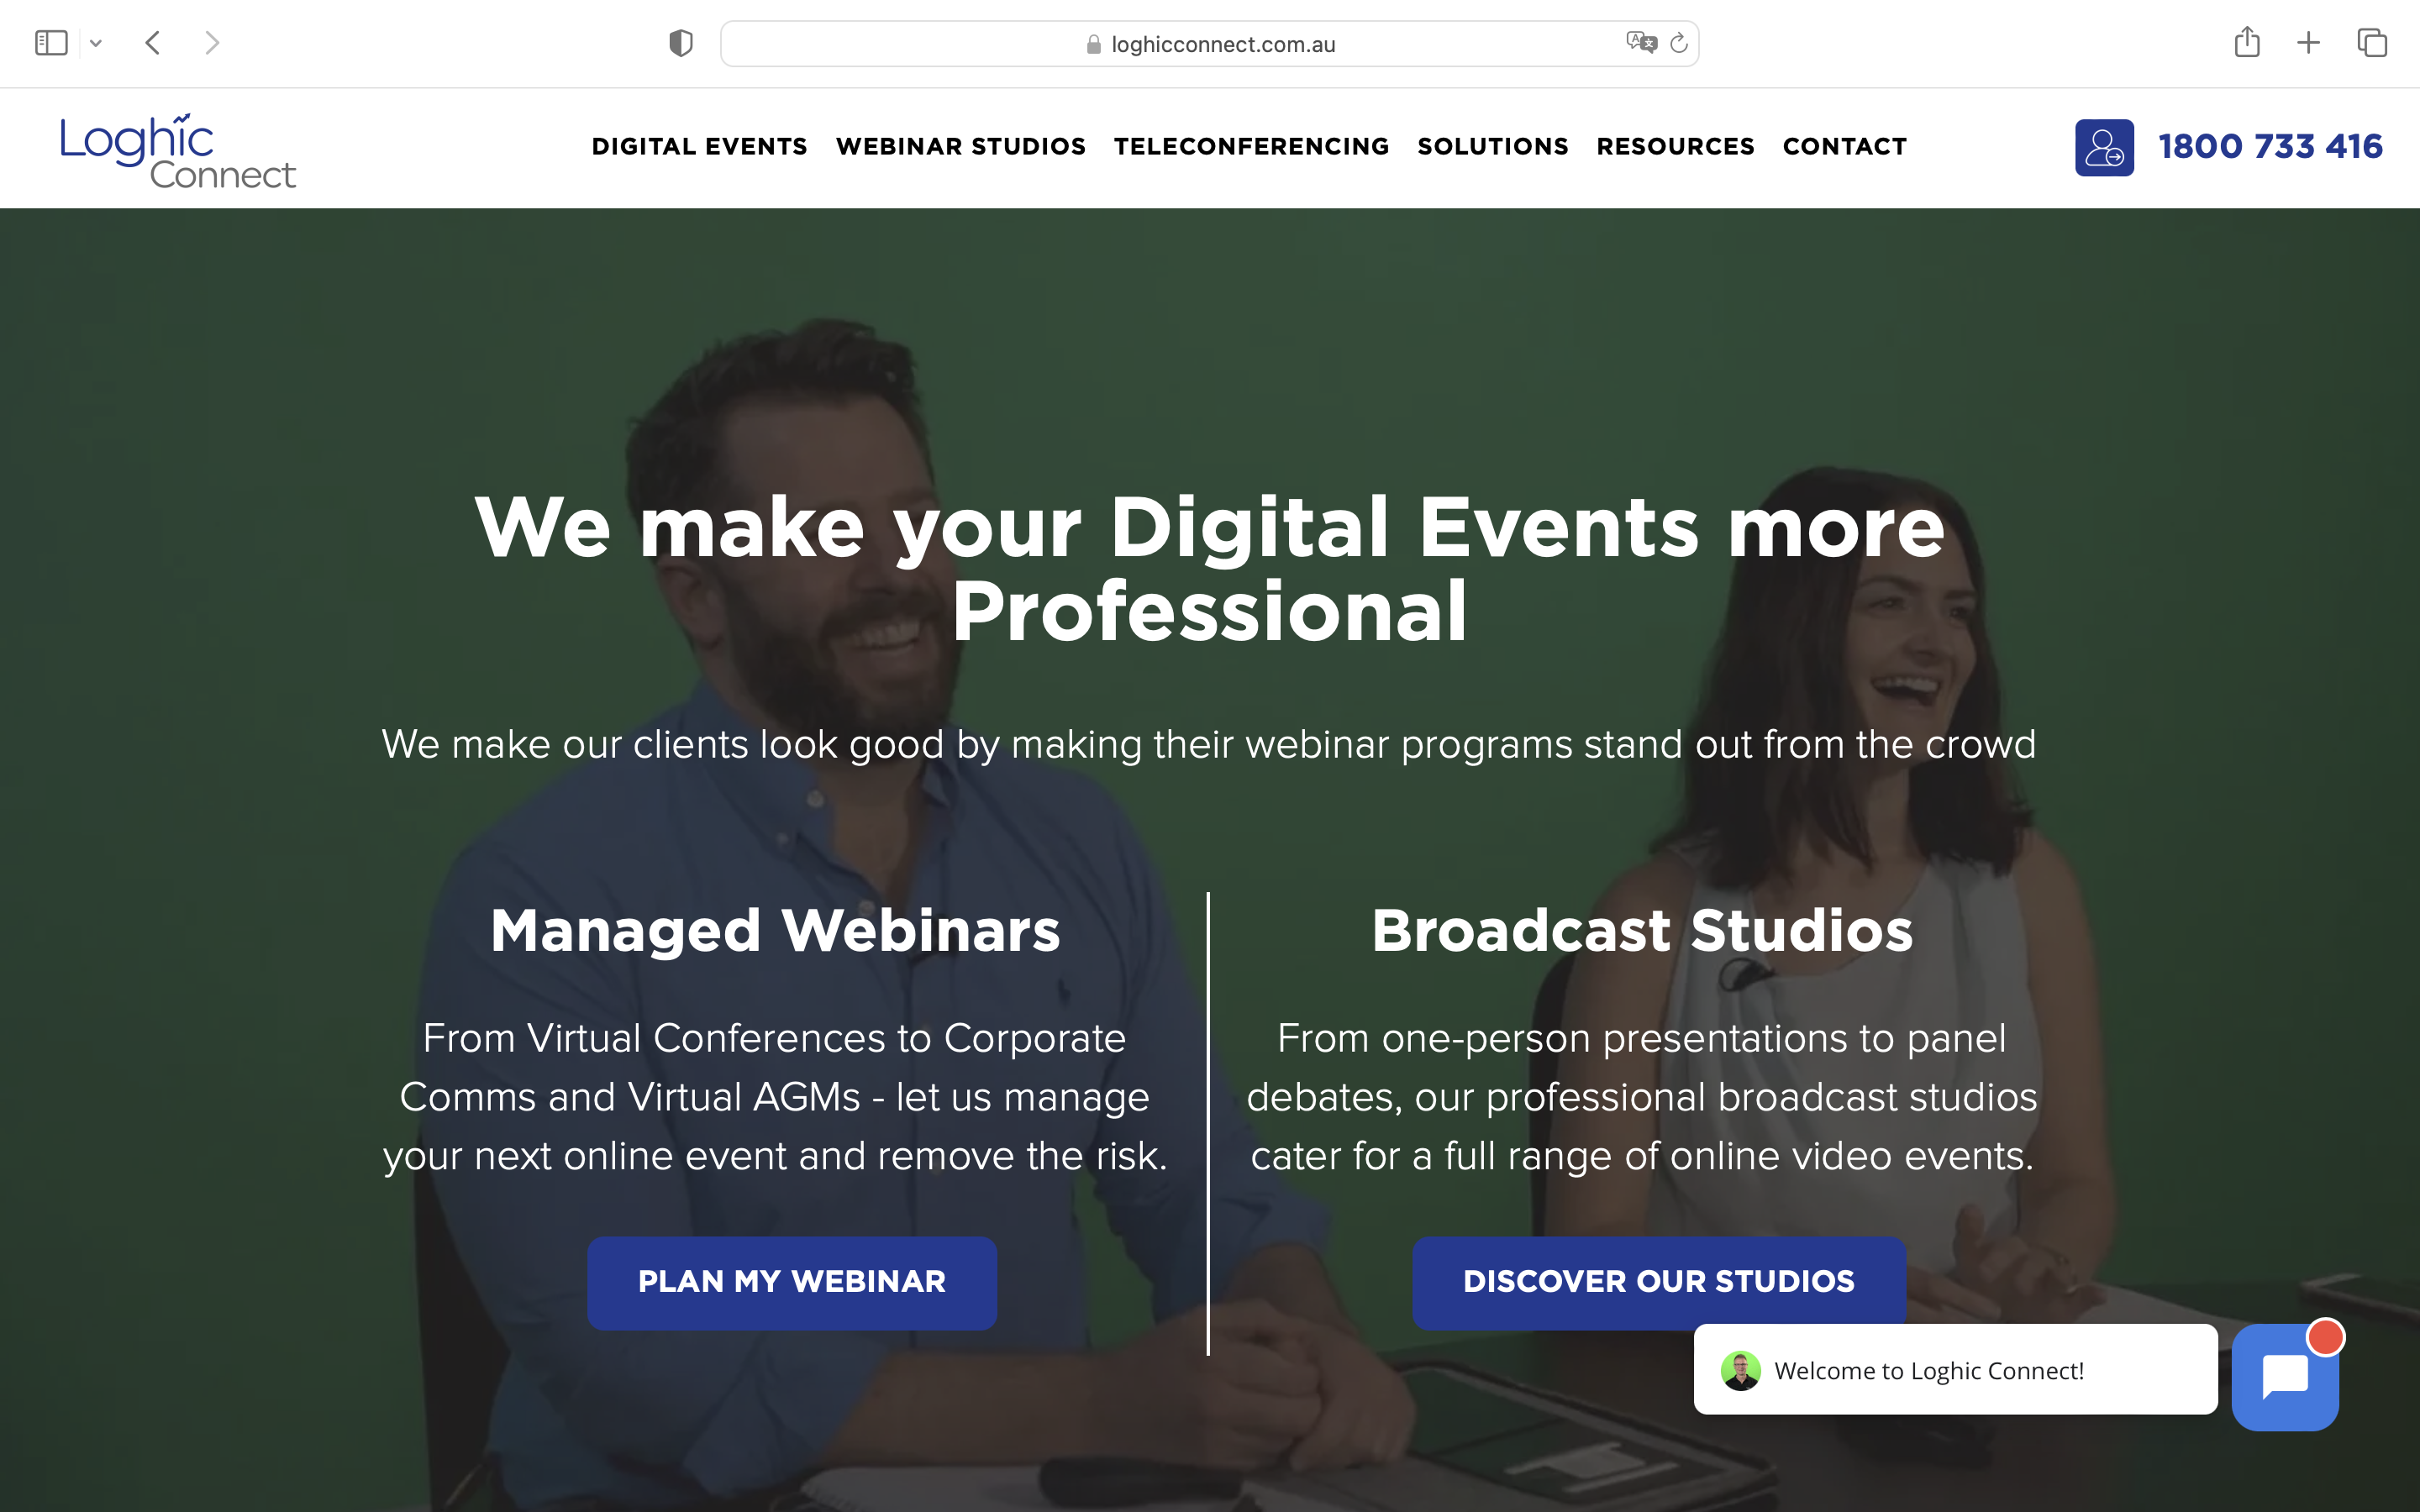 loghicconnect.com.au
Loghic
Connect
DIGITAL EVENTS WEBINAR STUDIOS TELECONFERENCING SOLUTIONS RESOURCES CONTACT
1800 733 416
We make your Digital Events more
Professional
We make our clients look good by making their webinar programs stand out from the crowd
Managed Webinars
From Virtual Conferences to Corporate
Comms and Virtual AGMs - let us manage
your next online event and remove the risk.
PLAN MY WEBINAR
Broadcast Studios
From one-person presentations to panel
debates, our professional broadcast studios
cater for a full range of online video events.
DISCOVER OUR STUDIOS
Welcome to Loghic Connect!